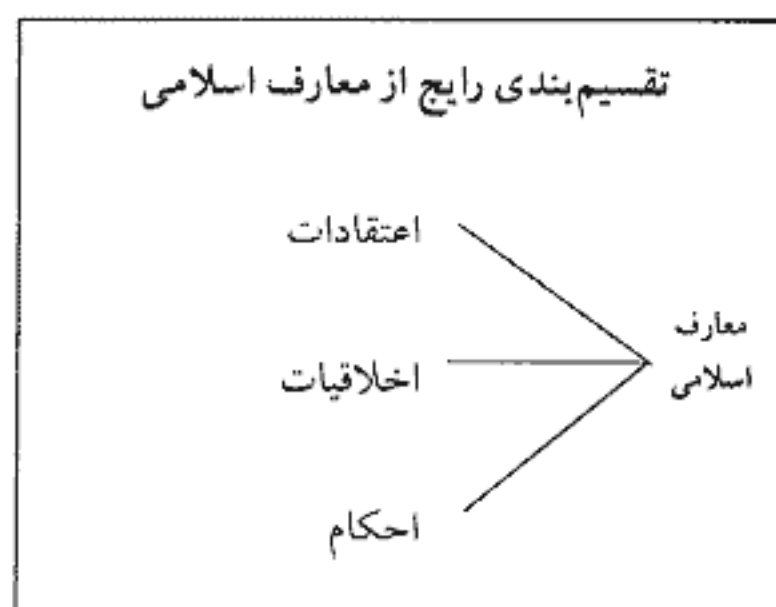 تقسیم‌بندی رایج از معارف اسلامی
معارف
اسلامی
اعتقادات
اخلاقیات
احکام